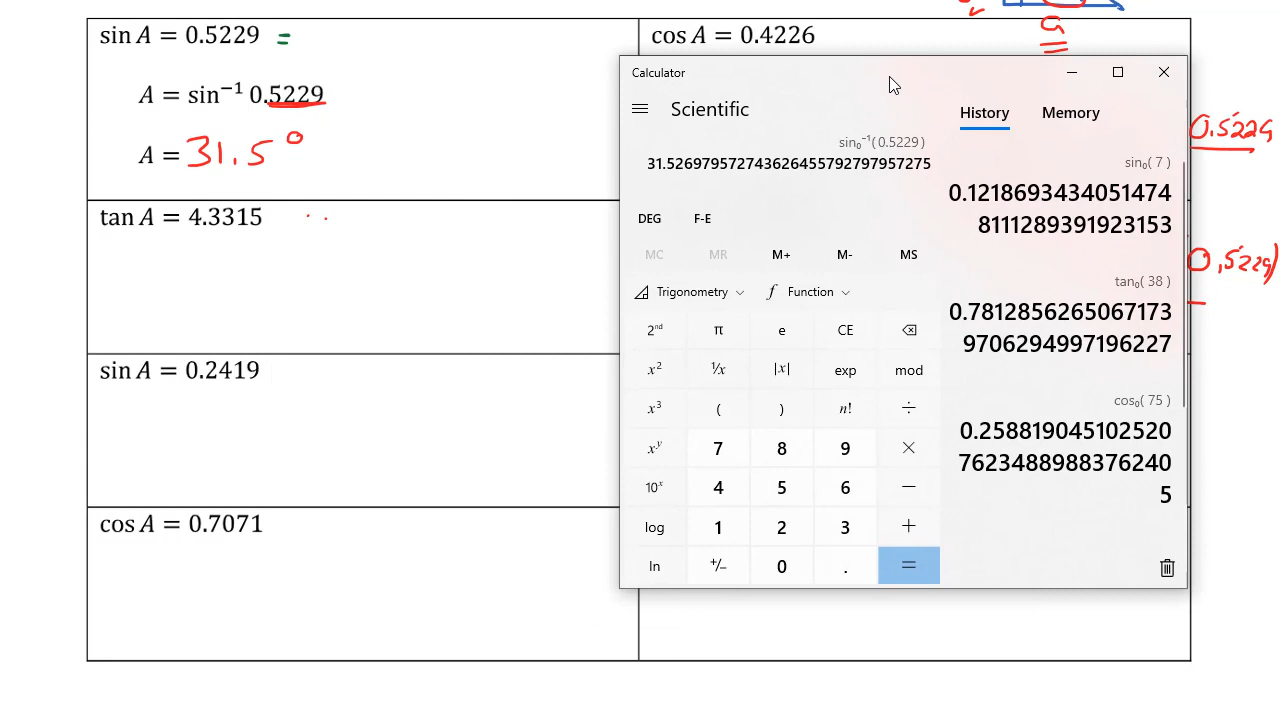 sin A = 0.5229 =
A = sin⁻¹ 0.5229
A = 31.5°
cos A = 0.4226
a
tan A = 4.3315
sin A = 0.2419
cos A = 0.7071
0.5229
0,5229)
Calculator
Scientific
sin₀⁻¹( 0.5229 )
31.526979572743626455792797957275
DEG F-E
MC MR M+ M- MS
Trigonometry f Function
2ⁿᵈ π e CE
x² ¹/x |x| exp mod
x³ ( ) n! ÷
xʸ 7 8 9 ×
10ˣ 4 5 6 −
log 1 2 3 +
ln +/− 0 . =
History Memory
sin₀( 7 )
0.1218693434051474
8111289391923153
tan₀( 38 )
0.7812856265067173
9706294997196227
cos₀( 75 )
0.258819045102520
7623488988376240
5